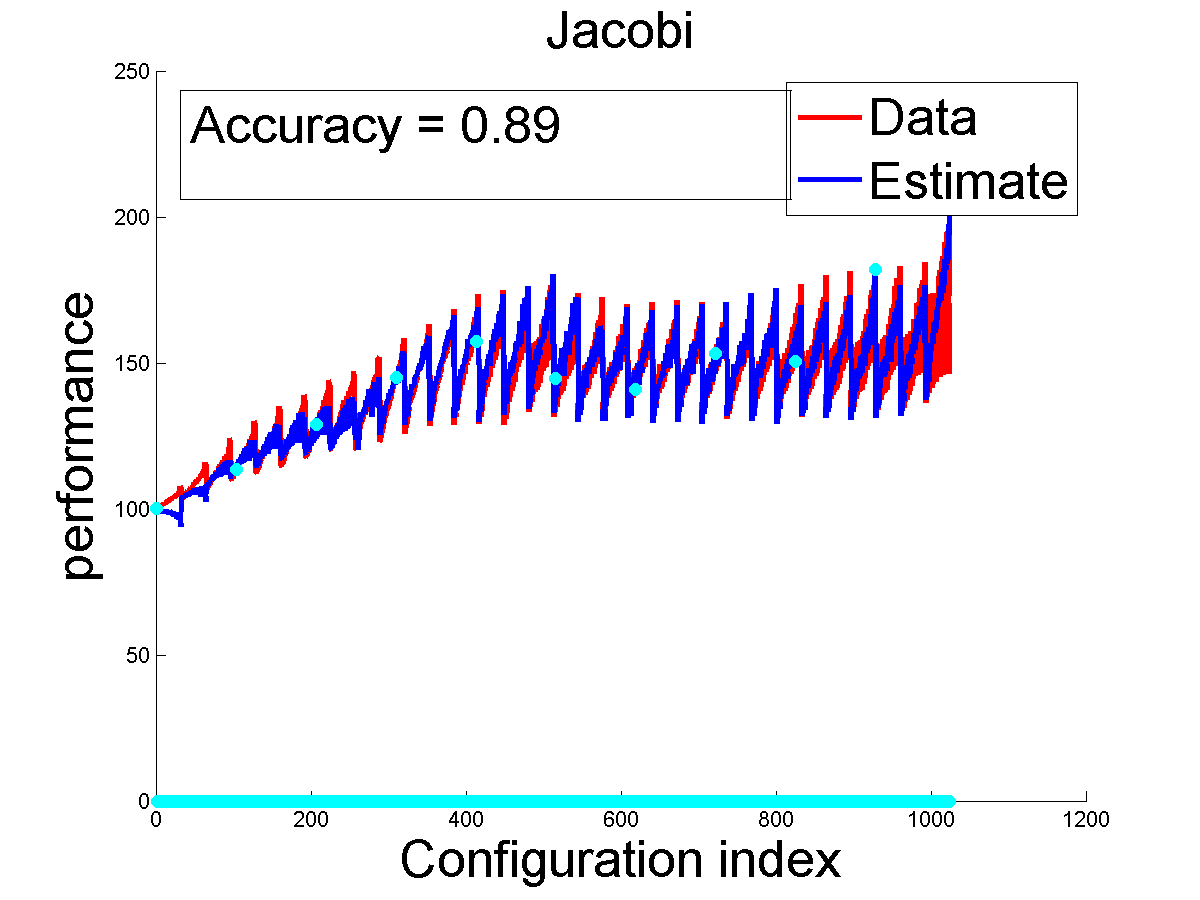 Jacobi
Accuracy = 0.89
Data
Estimate
performance
250
200
150
100
50
0
0 200 400 600 800 1000 1200
Configuration index